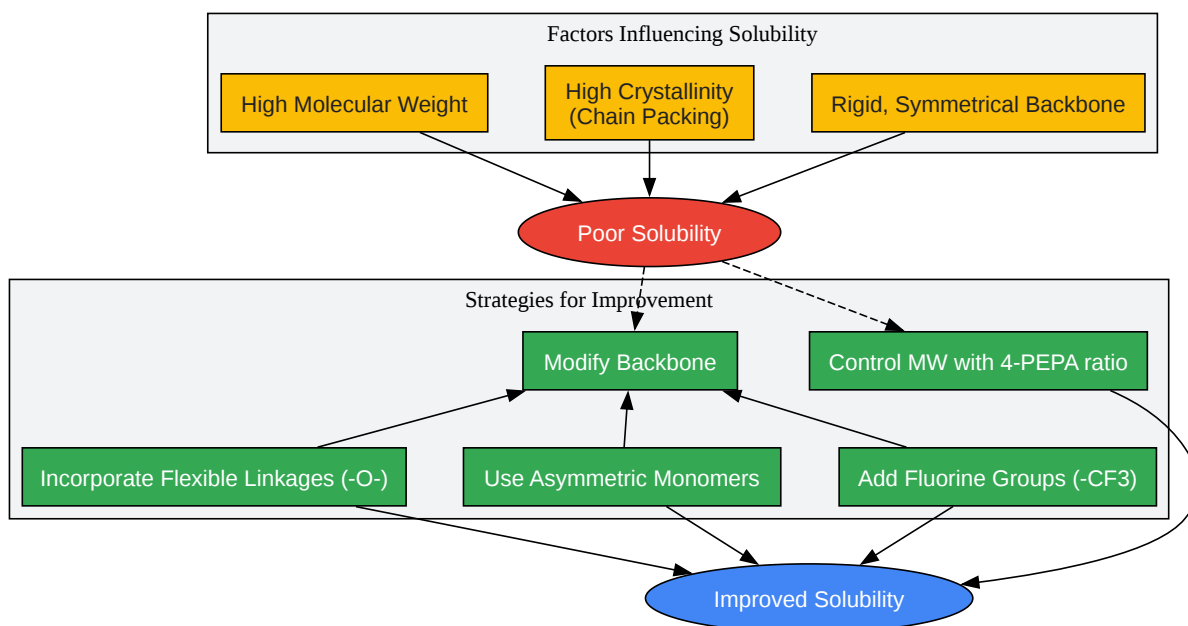 Factors Influencing Solubility
High Molecular Weight
High Crystallinity
(Chain Packing)
Rigid, Symmetrical Backbone
Poor Solubility
Strategies for Improvement
Modify Backbone
Control MW with 4-PEPA ratio
Incorporate Flexible Linkages (-O-)
Use Asymmetric Monomers
Add Fluorine Groups (-CF3)
Improved Solubility